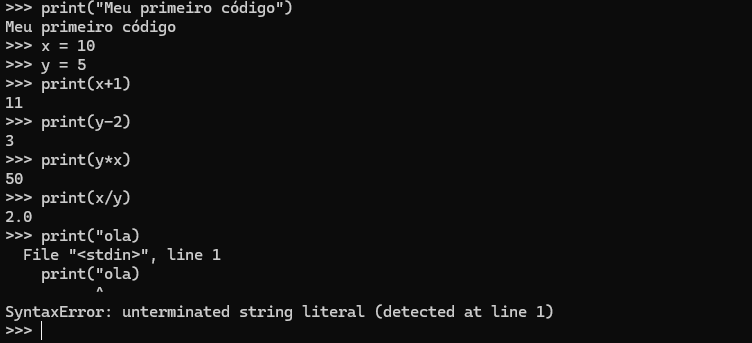 >>> print("Meu primeiro código")
Meu primeiro código
>>> x = 10
>>> y = 5
>>> print(x+1)
11
>>> print(y-2)
3
>>> print(y*x)
50
>>> print(x/y)
2.0
>>> print("ola)
  File "<stdin>", line 1
    print("ola)
          ^
SyntaxError: unterminated string literal (detected at line 1)
>>>